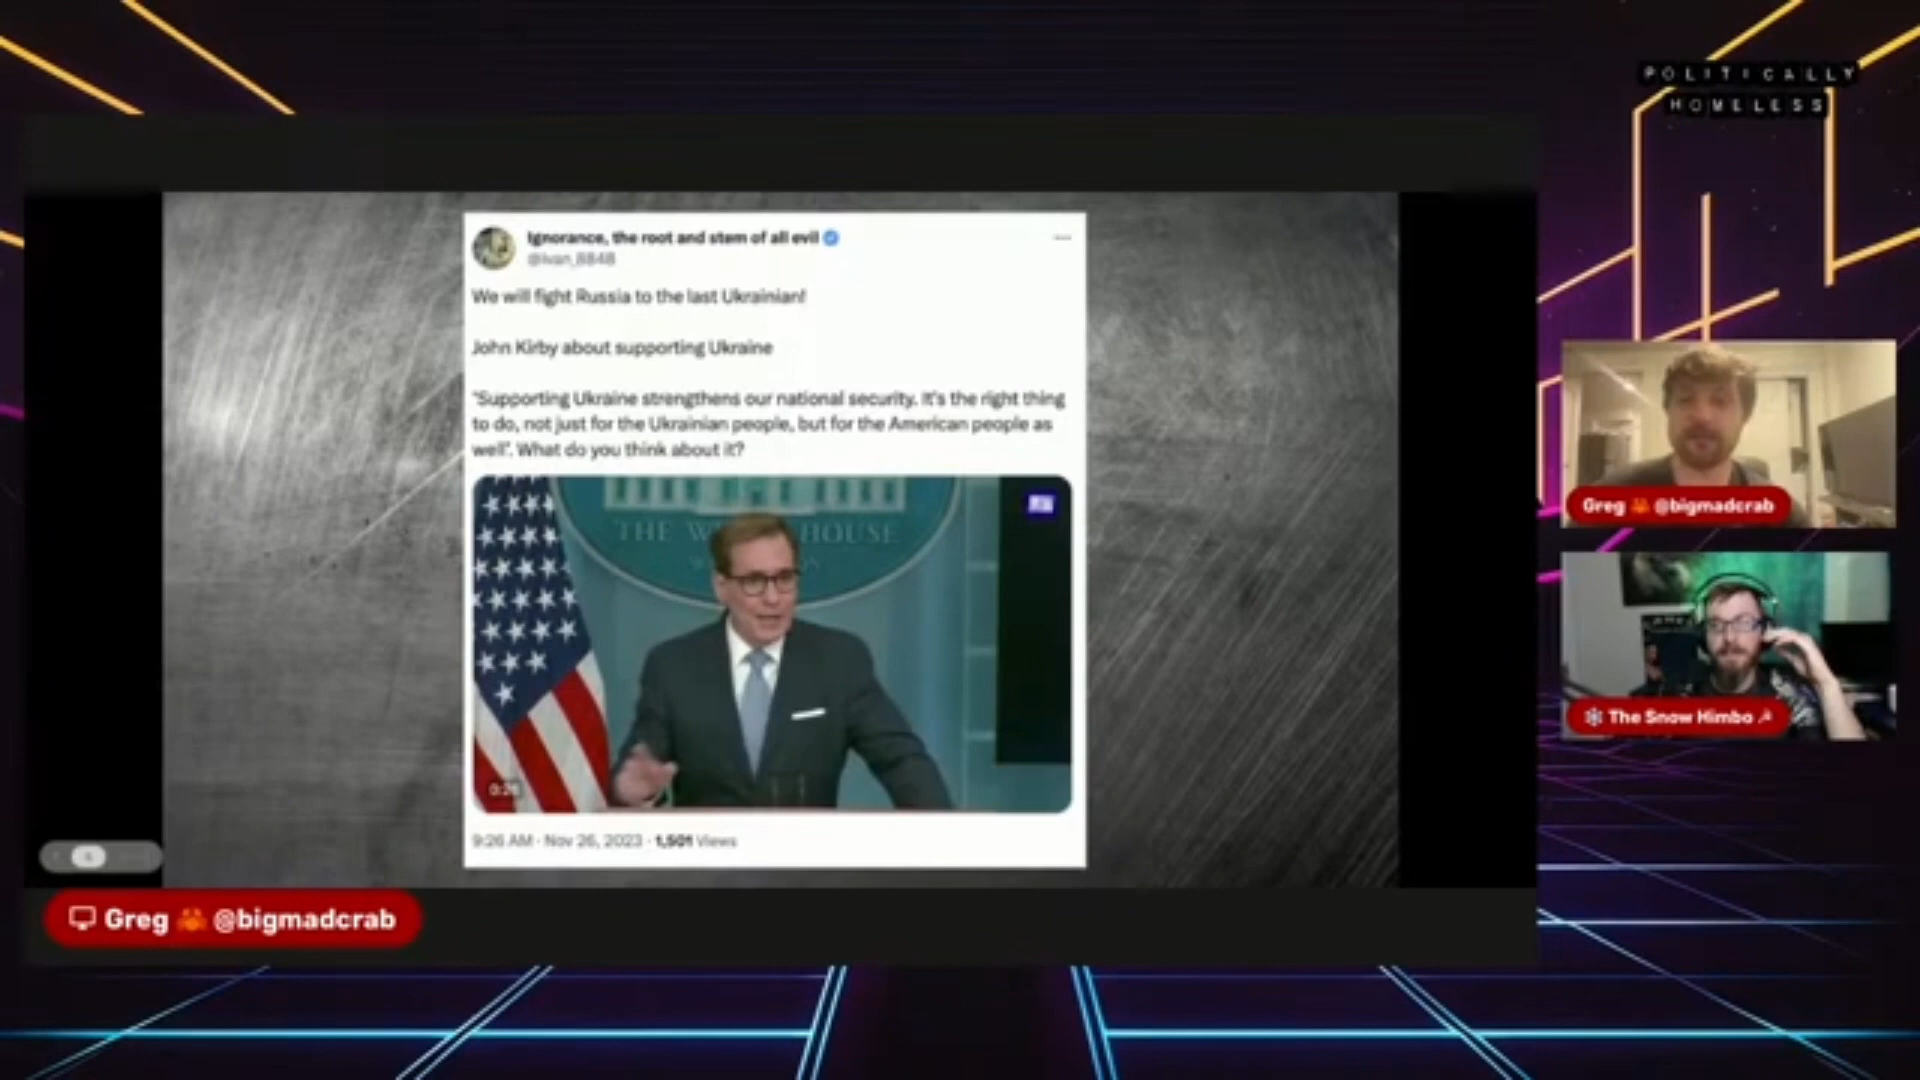 POLITICALLY
HOMELESS
Ignorance, the root and stem of all evil
@ivan_8848
We will fight Russia to the last Ukrainian!
John Kirby about supporting Ukraine
"Supporting Ukraine strengthens our national security. It's the right thing
to do, not just for the Ukrainian people, but for the American people as
well". What do you think about it?
THE WHOUSE
0:26
9:26 AM · Nov 26, 2023 · 1,501 Views
Greg 🦀 @bigmadcrab
The Snow Himbo
Greg 🦀 @bigmadcrab